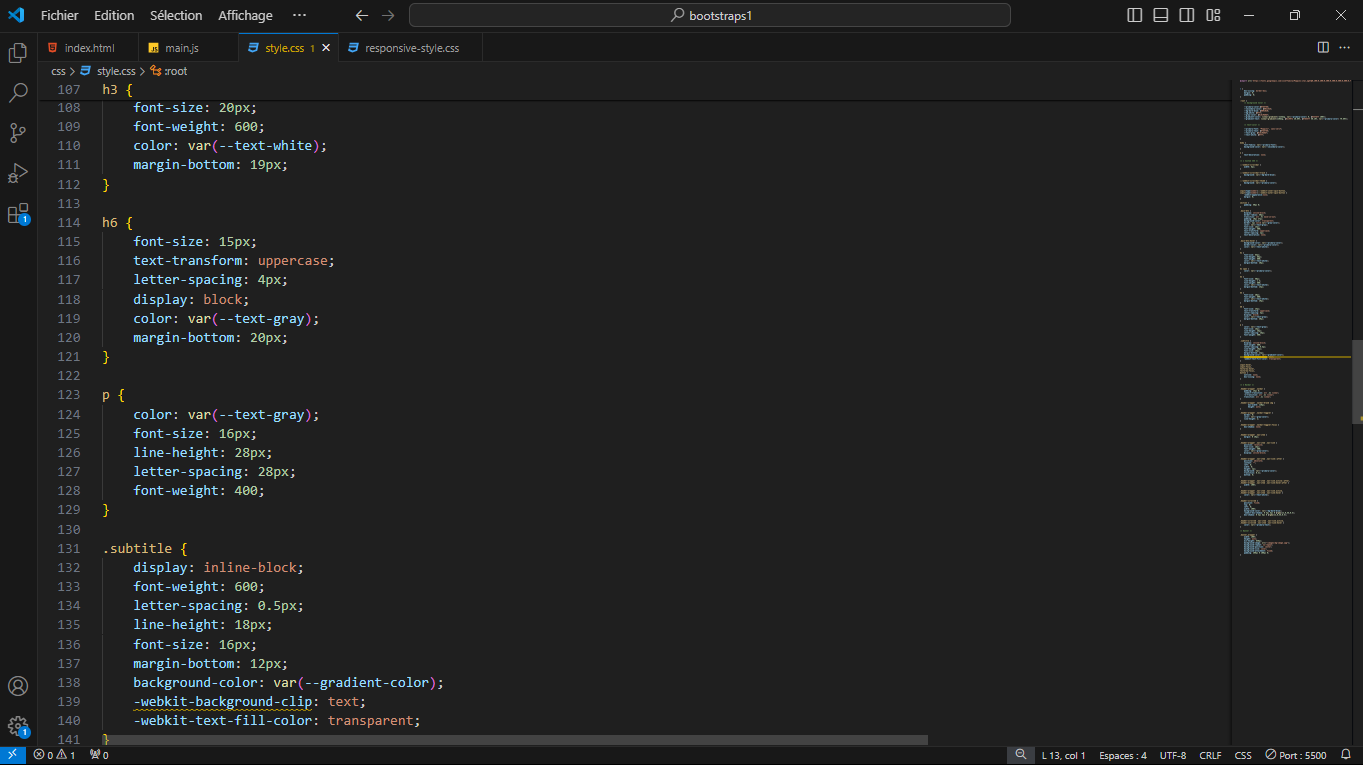 Fichier Edition Sélection Affichage ··· bootstraps1
index.html main.js style.css 1 responsive-style.css
css > style.css > :root
107 h3 {
108 font-size: 20px;
109 font-weight: 600;
110 color: var(--text-white);
111 margin-bottom: 19px;
112 }
113
114 h6 {
115 font-size: 15px;
116 text-transform: uppercase;
117 letter-spacing: 4px;
118 display: block;
119 color: var(--text-gray);
120 margin-bottom: 20px;
121 }
122
123 p {
124 color: var(--text-gray);
125 font-size: 16px;
126 line-height: 28px;
127 letter-spacing: 28px;
128 font-weight: 400;
129 }
130
131 .subtitle {
132 display: inline-block;
133 font-weight: 600;
134 letter-spacing: 0.5px;
135 line-height: 18px;
136 font-size: 16px;
137 margin-bottom: 12px;
138 background-color: var(--gradient-color);
139 -webkit-background-clip: text;
140 -webkit-text-fill-color: transparent;
141 }
1
1
0 1 0 L 13, col 1 Espaces : 4 UTF-8 CRLF CSS Port : 5500